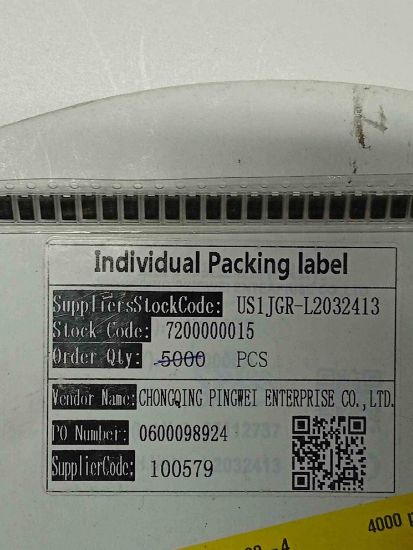 Individual Packing label
SuppliersStockCode: US1JGR-L2032413
Stock Code: 7200000015
Order Qty: 5000 PCS
Vendor Name: CHONGQING PINGWEI ENTERPRISE CO.,LTD.
PO Number: 0600098924
SupplierCode: 100579
4000